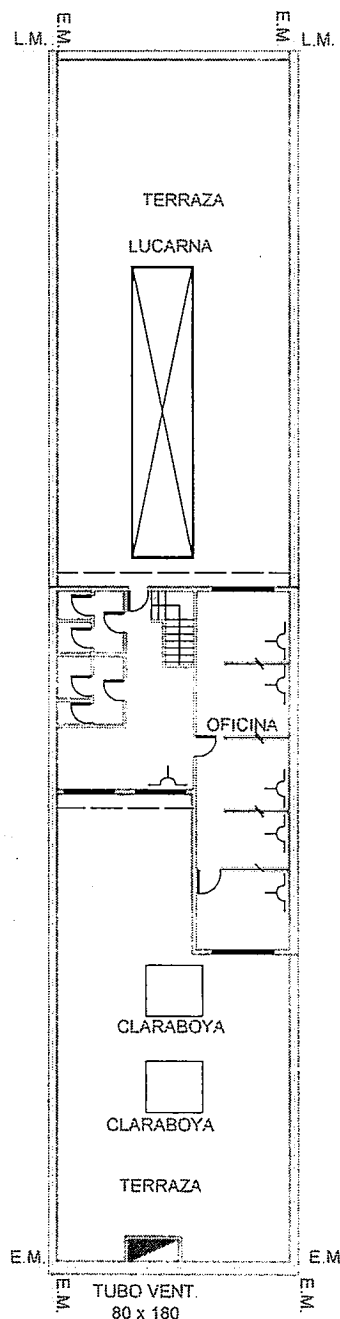 E.M.
E.M.
L.M.
L.M.
TERRAZA
LUCARNA
OFICINA
CLARABOYA
CLARABOYA
TERRAZA
E.M.
E.M
E.M.
TUBO VENT.
80 x 180
E.M.